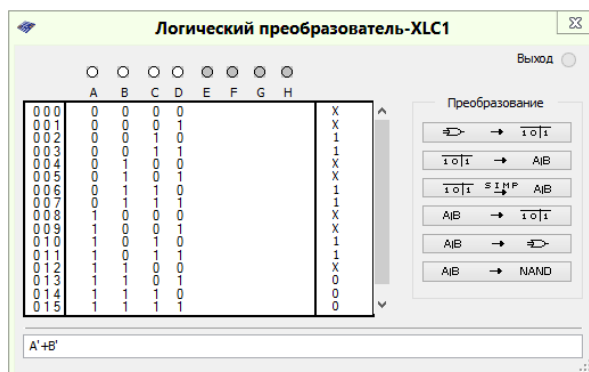 Логический преобразователь-XLC1
Выход
A B C D E F G H
000 0 0 0 0 X
001 0 0 0 1 X
002 0 0 1 0 1
003 0 0 1 1 1
004 0 1 0 0 X
005 0 1 0 1 X
006 0 1 1 0 1
007 0 1 1 1 1
008 1 0 0 0 X
009 1 0 0 1 X
010 1 0 1 0 1
011 1 0 1 1 1
012 1 1 0 0 X
013 1 1 0 1 0
014 1 1 1 0 0
015 1 1 1 1 0
Преобразование
→ 1 0 | 1
1 0 | 1 → A|B
1 0 | 1 SIMP → A|B
A|B → 1 0 | 1
A|B →
A|B → NAND
A'+B'